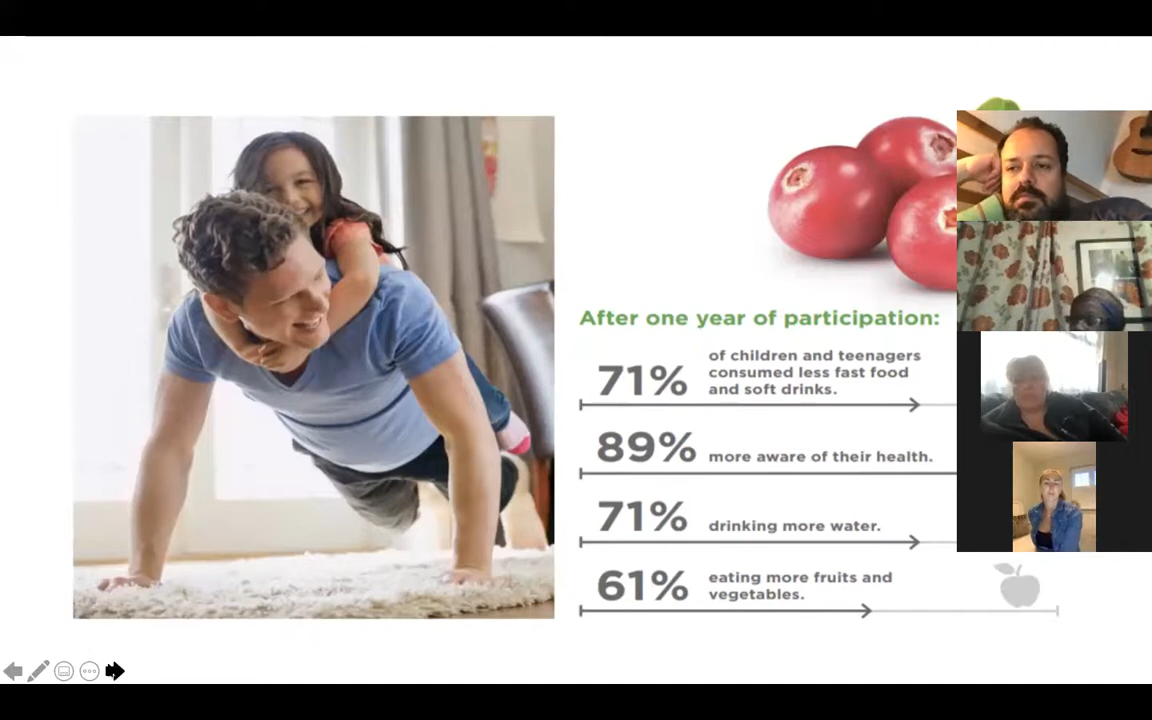 After one year of participation:
71%
of children and teenagers
consumed less fast food
and soft drinks.
89%
more aware of their health.
71%
drinking more water.
61%
eating more fruits and
vegetables.